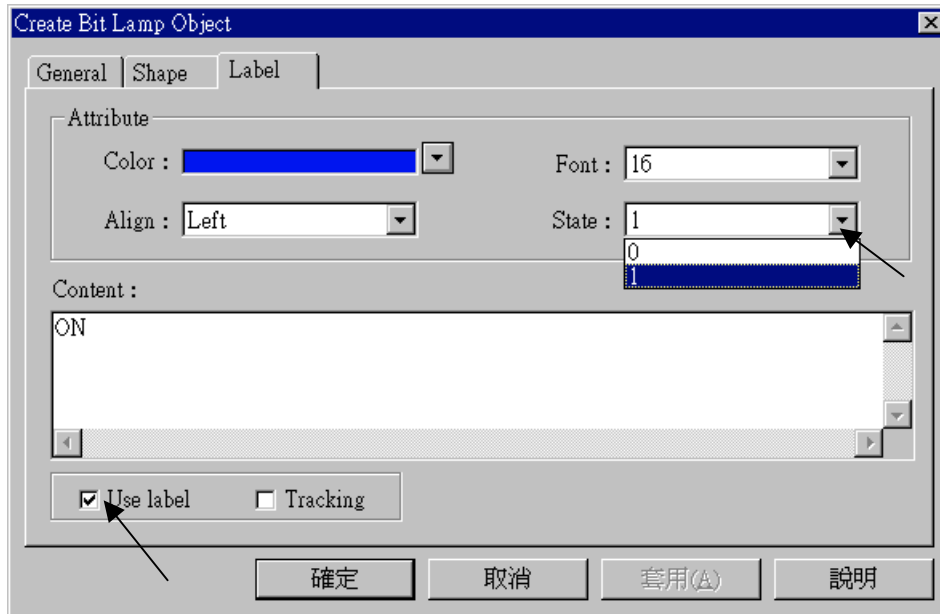 Create Bit Lamp Object
General Shape Label
Attribute
Color : Font : 16
Align : Left State : 1
0
1
Content :
ON
Use label Tracking
確定 取消 套用(A) 說明